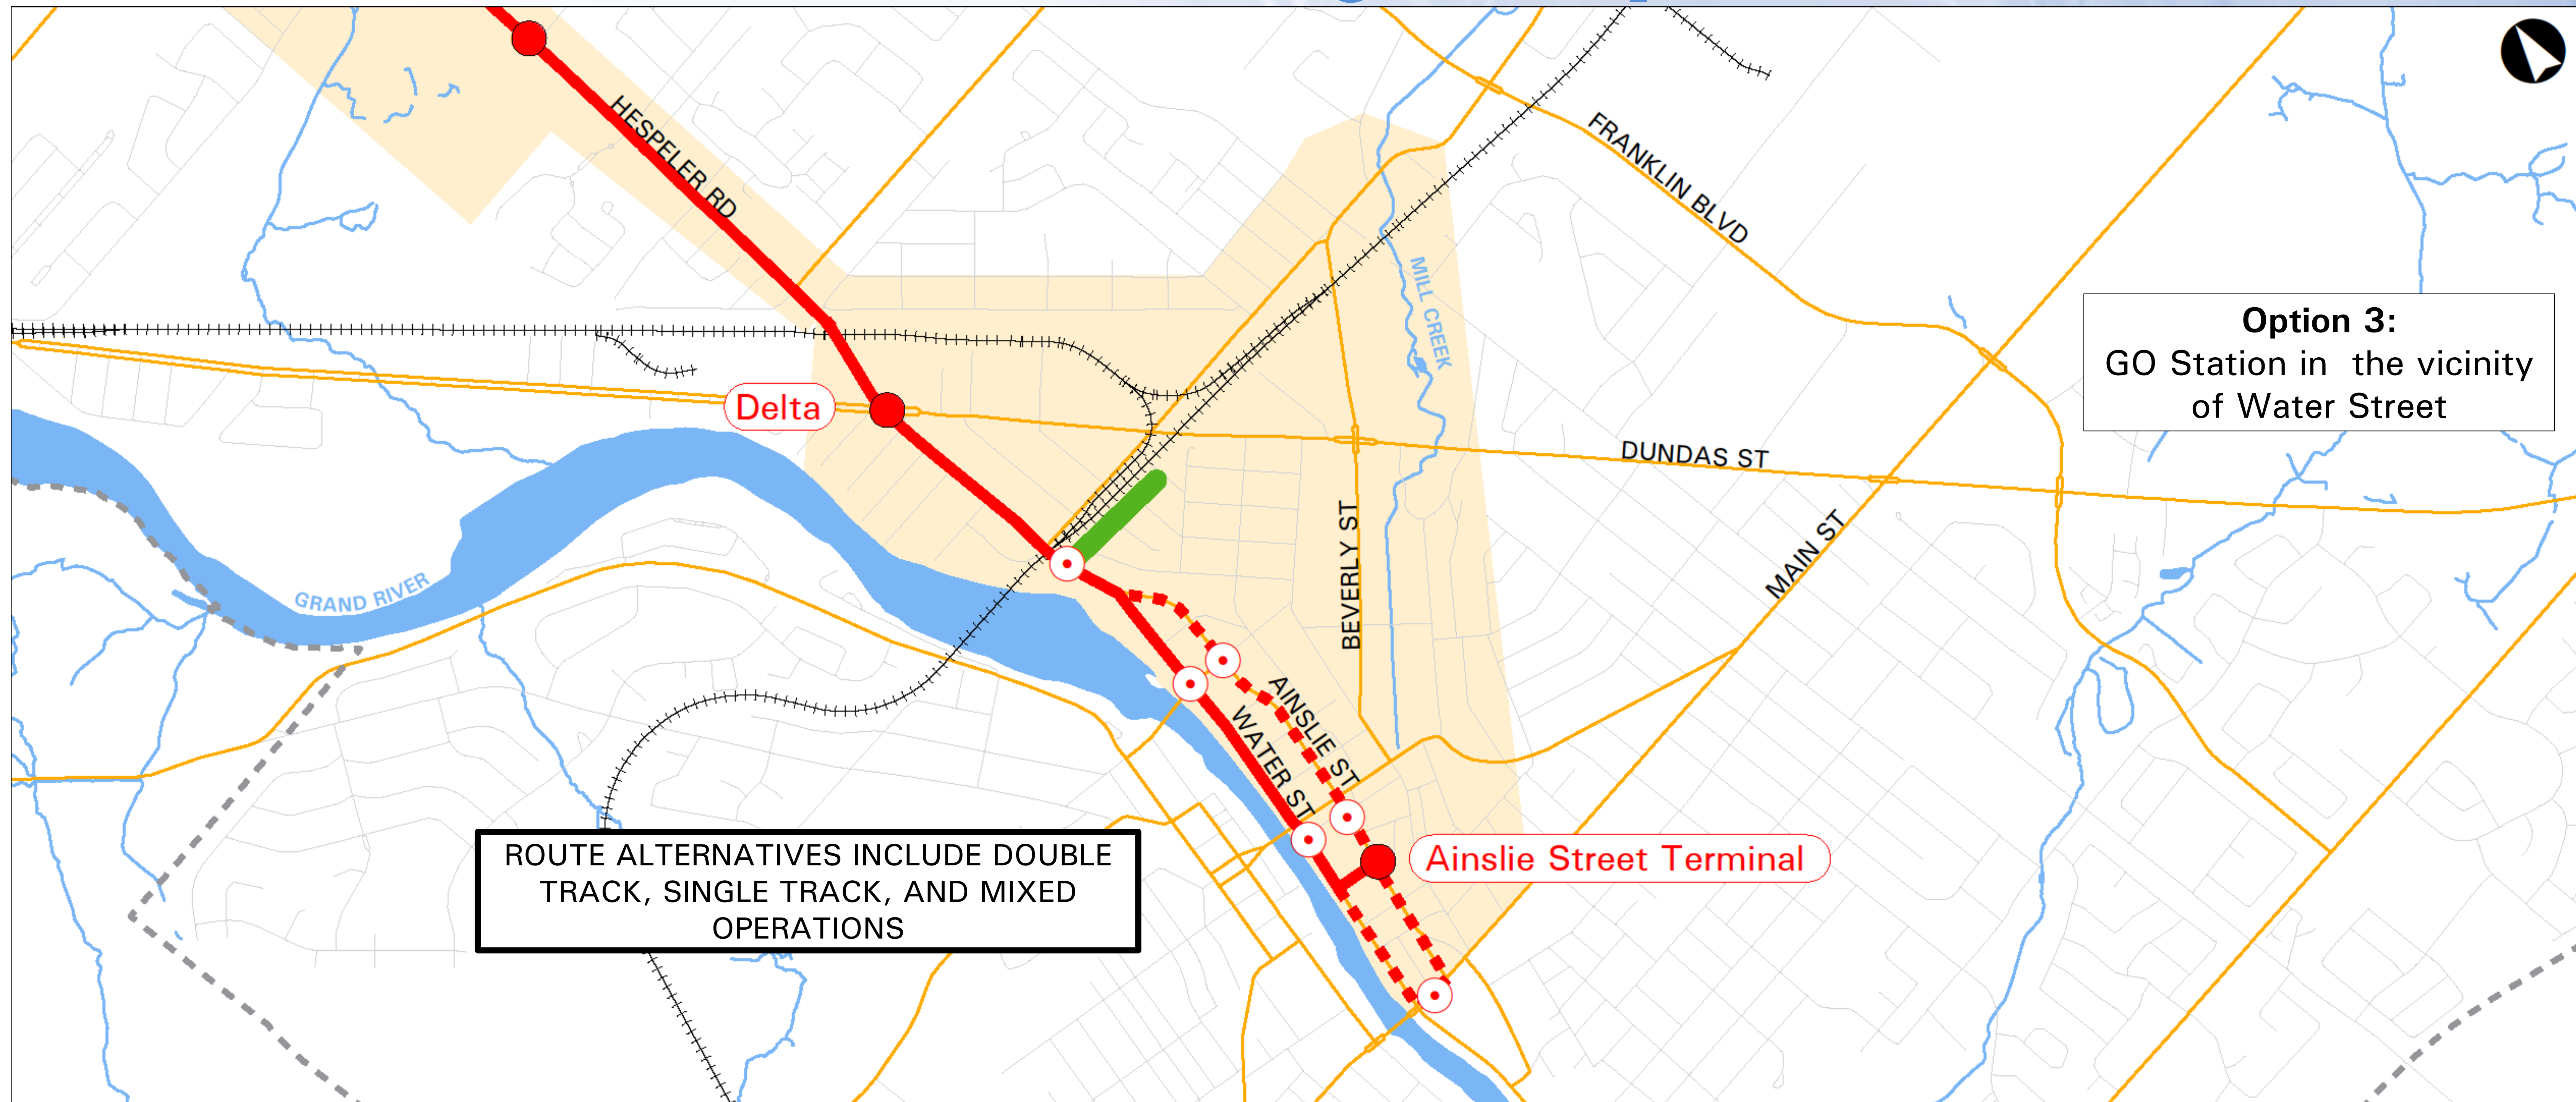 HESPELER RD
FRANKLIN BLVD
MILL CREEK
Option 3:
GO Station in the vicinity
of Water Street
Delta
DUNDAS ST
BEVERLY ST
MAIN ST
GRAND RIVER
AINSLIE ST
WATER ST
ROUTE ALTERNATIVES INCLUDE DOUBLE
TRACK, SINGLE TRACK, AND MIXED
OPERATIONS
Ainslie Street Terminal